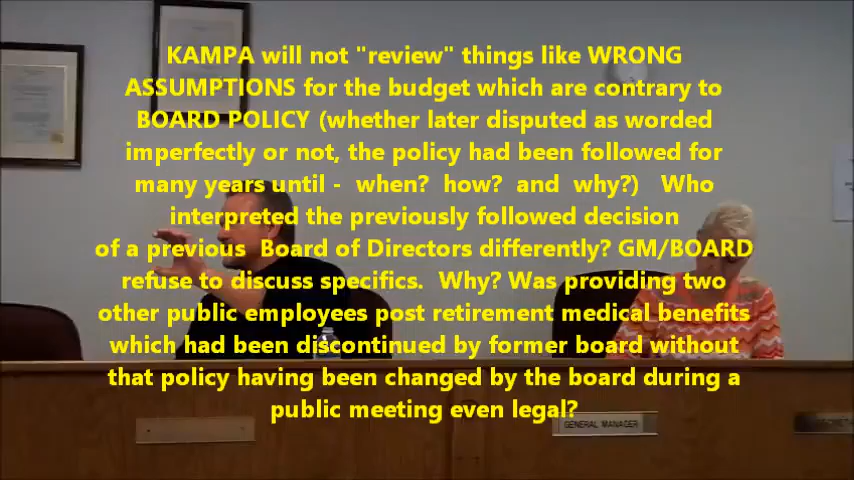 KAMPA will not "review" things like WRONG
ASSUMPTIONS for the budget which are contrary to
BOARD POLICY (whether later disputed as worded
imperfectly or not, the policy had been followed for
many years until - when? how? and why?) Who
interpreted the previously followed decision
of a previous Board of Directors differently? GM/BOARD
refuse to discuss specifics. Why? Was providing two
other public employees post retirement medical benefits
which had been discontinued by former board without
that policy having been changed by the board during a
public meeting even legal?
GENERAL MANAGER